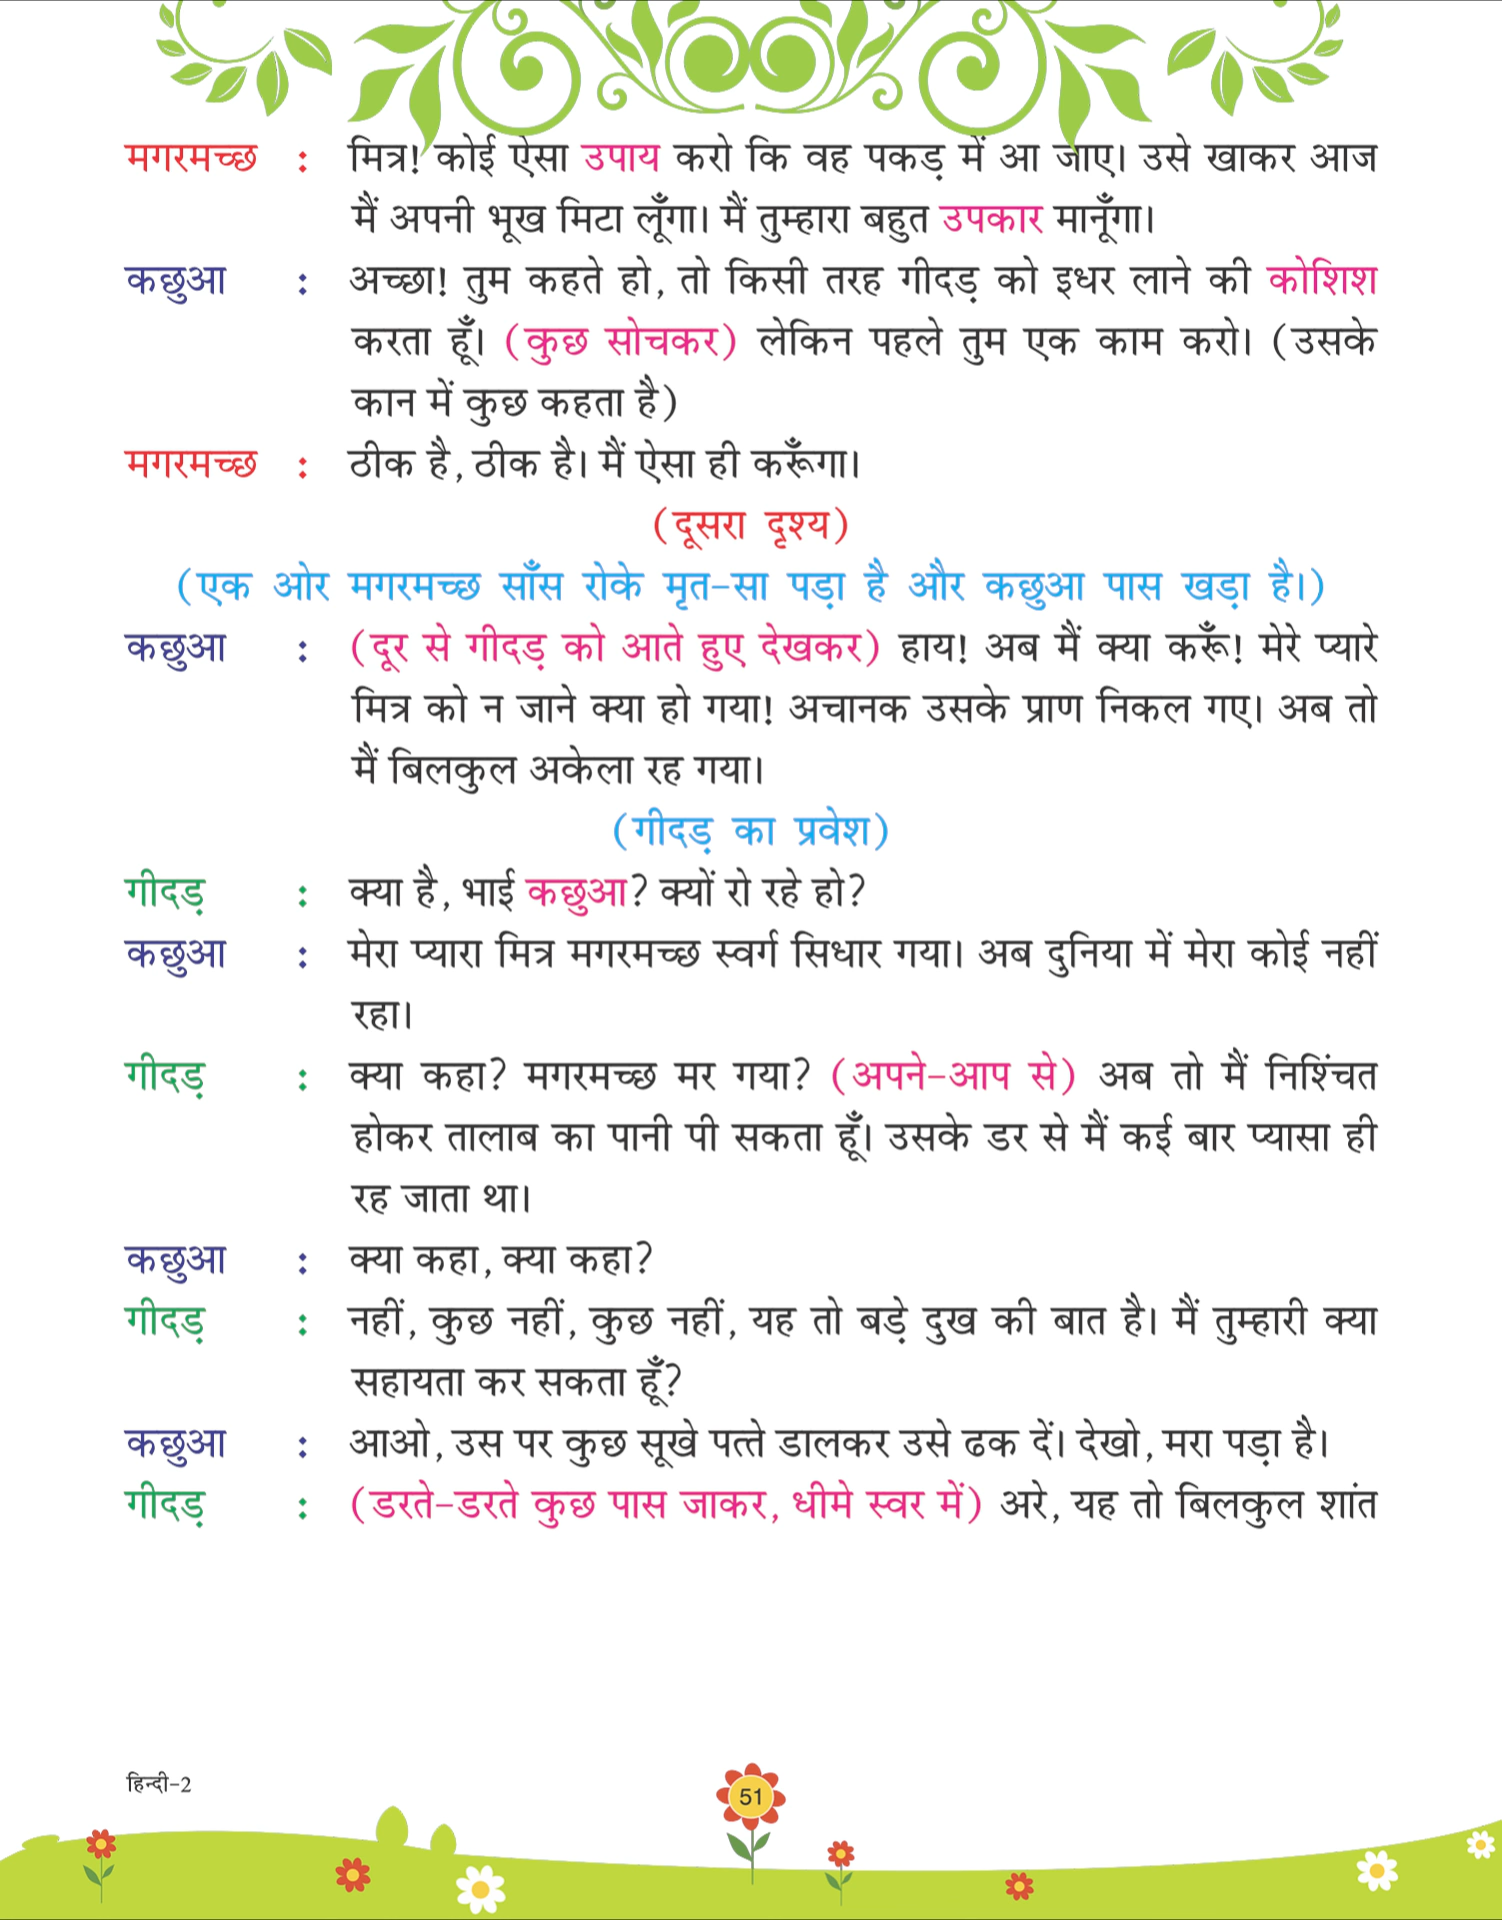 मगरमच्छ : मित्र! कोई ऐसा उपाय करो कि वह पकड़ में आ जाए। उसे खाकर आज
मैं अपनी भूख मिटा लूँगा। मैं तुम्हारा बहुत उपकार मानूँगा।
कछुआ : अच्छा! तुम कहते हो, तो किसी तरह गीदड़ को इधर लाने की कोशिश
करता हूँ। (कुछ सोचकर) लेकिन पहले तुम एक काम करो। (उसके
कान में कुछ कहता है)
मगरमच्छ : ठीक है, ठीक है। मैं ऐसा ही करूँगा।
(दूसरा दृश्य)
(एक ओर मगरमच्छ साँस रोके मृत-सा पड़ा है और कछुआ पास खड़ा है।)
कछुआ : (दूर से गीदड़ को आते हुए देखकर) हाय! अब मैं क्या करूँ! मेरे प्यारे
मित्र को न जाने क्या हो गया! अचानक उसके प्राण निकल गए। अब तो
मैं बिलकुल अकेला रह गया।
(गीदड़ का प्रवेश)
गीदड़ : क्या है, भाई कछुआ? क्यों रो रहे हो?
कछुआ : मेरा प्यारा मित्र मगरमच्छ स्वर्ग सिधार गया। अब दुनिया में मेरा कोई नहीं
रहा।
गीदड़ : क्या कहा? मगरमच्छ मर गया? (अपने-आप से) अब तो मैं निश्चिंत
होकर तालाब का पानी पी सकता हूँ। उसके डर से मैं कई बार प्यासा ही
रह जाता था।
कछुआ : क्या कहा, क्या कहा?
गीदड़ : नहीं, कुछ नहीं, कुछ नहीं, यह तो बड़े दुख की बात है। मैं तुम्हारी क्या
सहायता कर सकता हूँ?
कछुआ : आओ, उस पर कुछ सूखे पत्ते डालकर उसे ढक दें। देखो, मरा पड़ा है।
गीदड़ : (डरते-डरते कुछ पास जाकर, धीमे स्वर में) अरे, यह तो बिलकुल शांत
हिन्दी-2
51